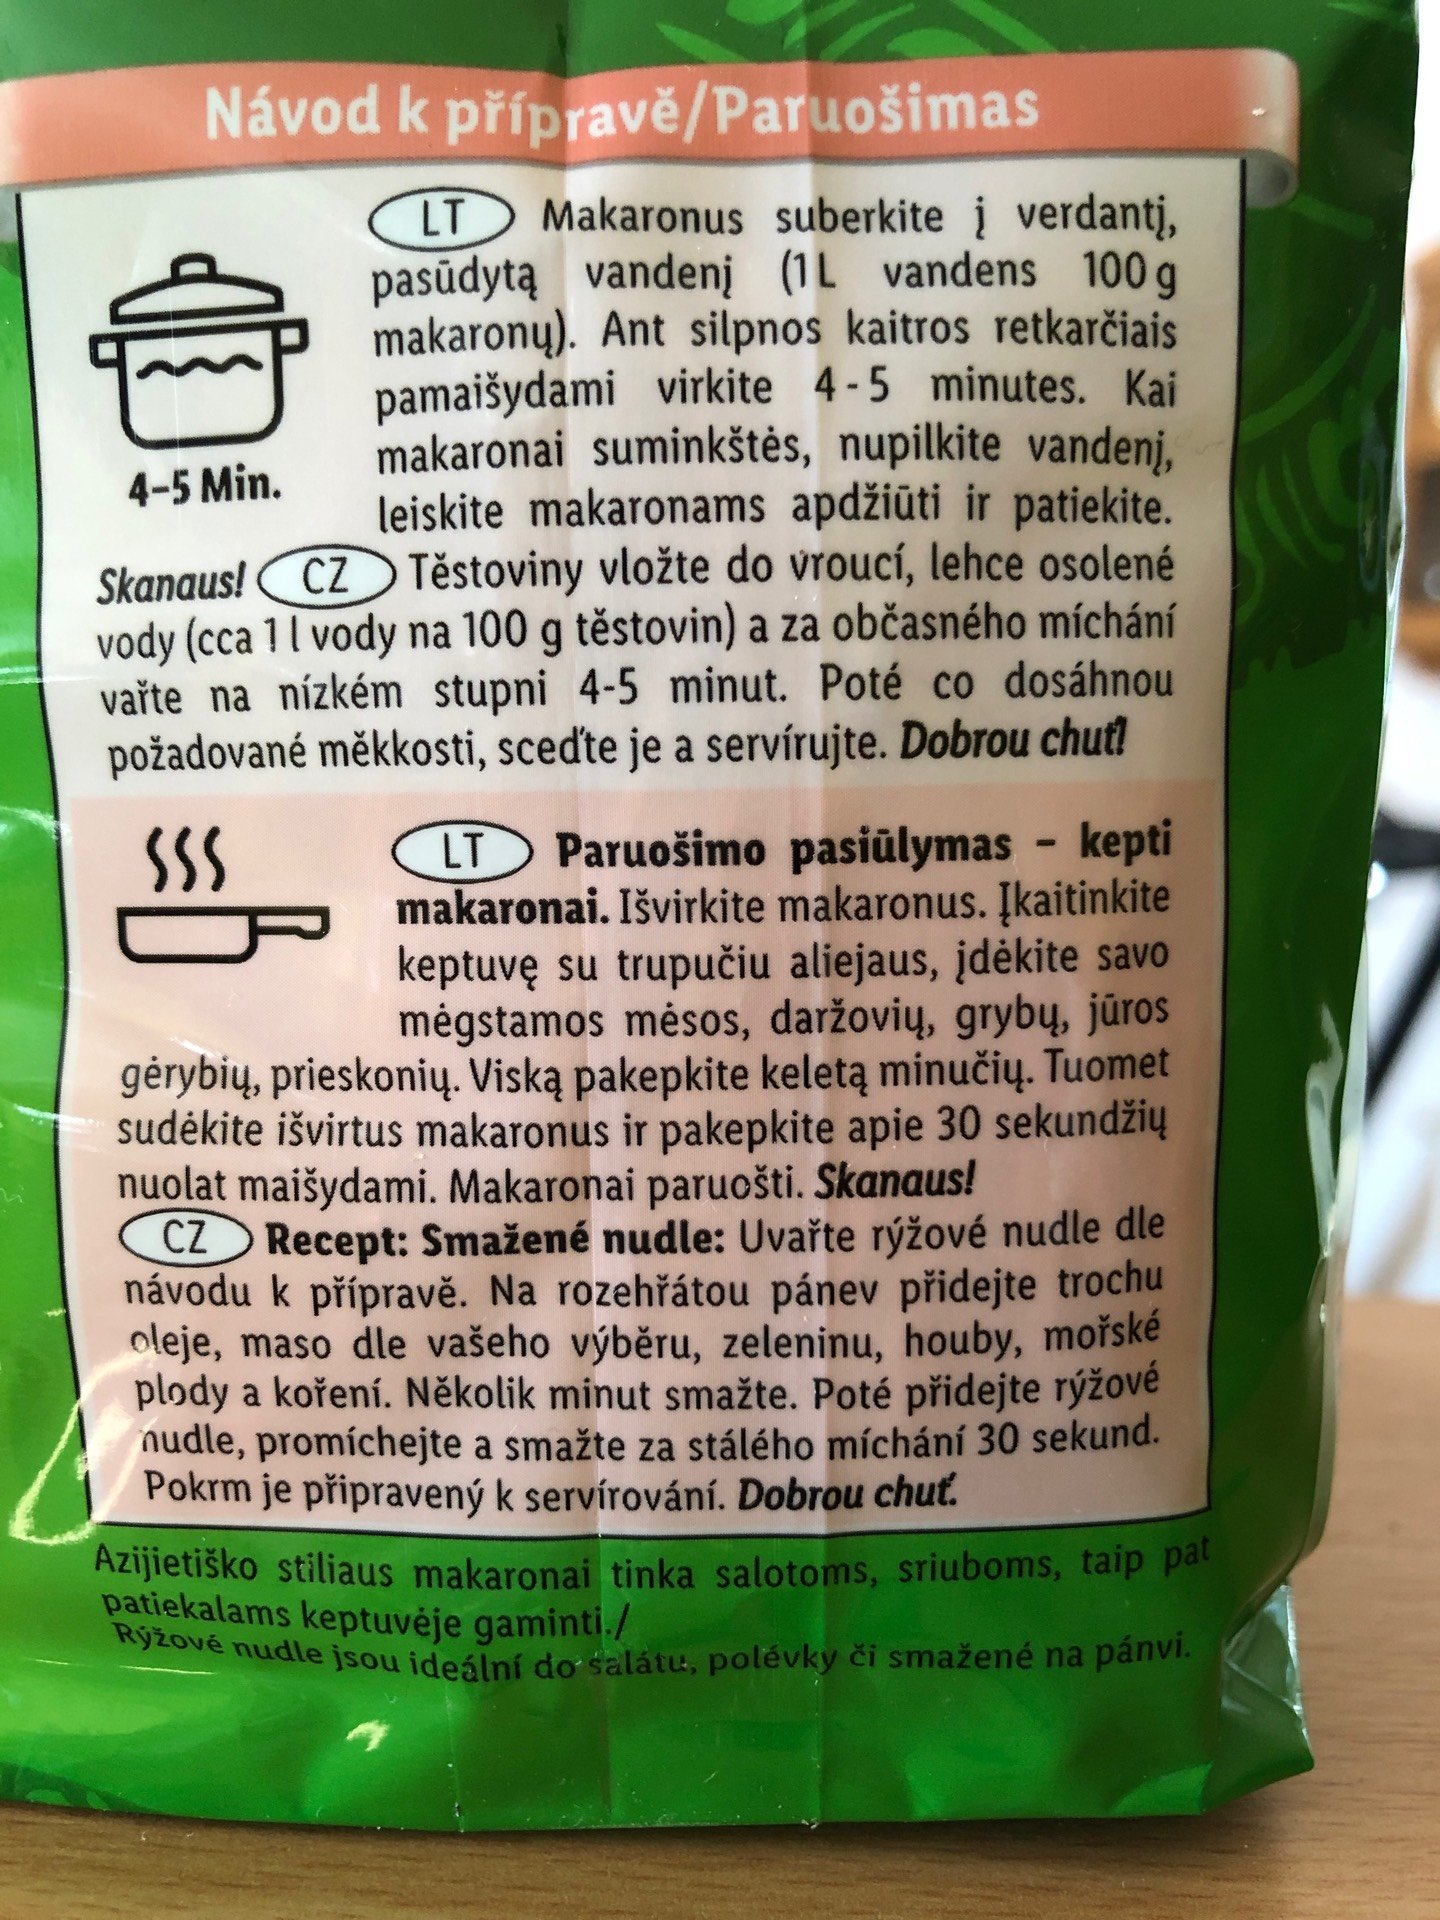 Návod k přípravě/Paruošimas
LT Makaronus suberkite į verdantį,
pasūdytą vandenį (1 L vandens 100 g
makaronų). Ant silpnos kaitros retkarčiais
pamaišydami virkite 4 - 5 minutes. Kai
makaronai suminkštės, nupilkite vandenį,
leiskite makaronams apdžiūti ir patiekite.
4-5 Min.
Skanaus! CZ Těstoviny vložte do vroucí, lehce osolené
vody (cca 1 l vody na 100 g těstovin) a za občasného míchání
vařte na nízkém stupni 4-5 minut. Poté co dosáhnou
požadované měkkosti, sceďte je a servírujte. Dobrou chuť!
LT Paruošimo pasiūlymas – kepti
makaronai. Išvirkite makaronus. Įkaitinkite
keptuvę su trupučiu aliejaus, įdėkite savo
mėgstamos mėsos, daržovių, grybų, jūros
gėrybių, prieskonių. Viską pakepkite keletą minučių. Tuomet
sudėkite išvirtus makaronus ir pakepkite apie 30 sekundžių
nuolat maišydami. Makaronai paruošti. Skanaus!
CZ Recept: Smažené nudle: Uvařte rýžové nudle dle
návodu k přípravě. Na rozehřátou pánev přidejte trochu
oleje, maso dle vašeho výběru, zeleninu, houby, mořské
plody a koření. Několik minut smažte. Poté přidejte rýžové
nudle, promíchejte a smažte za stálého míchání 30 sekund.
Pokrm je připravený k servírování. Dobrou chuť.
Azijietiško stiliaus makaronai tinka salotoms, sriuboms, taip pat
patiekalams keptuvėje gaminti./
Rýžové nudle jsou ideální do salátu, polévky či smažené na pánvi.